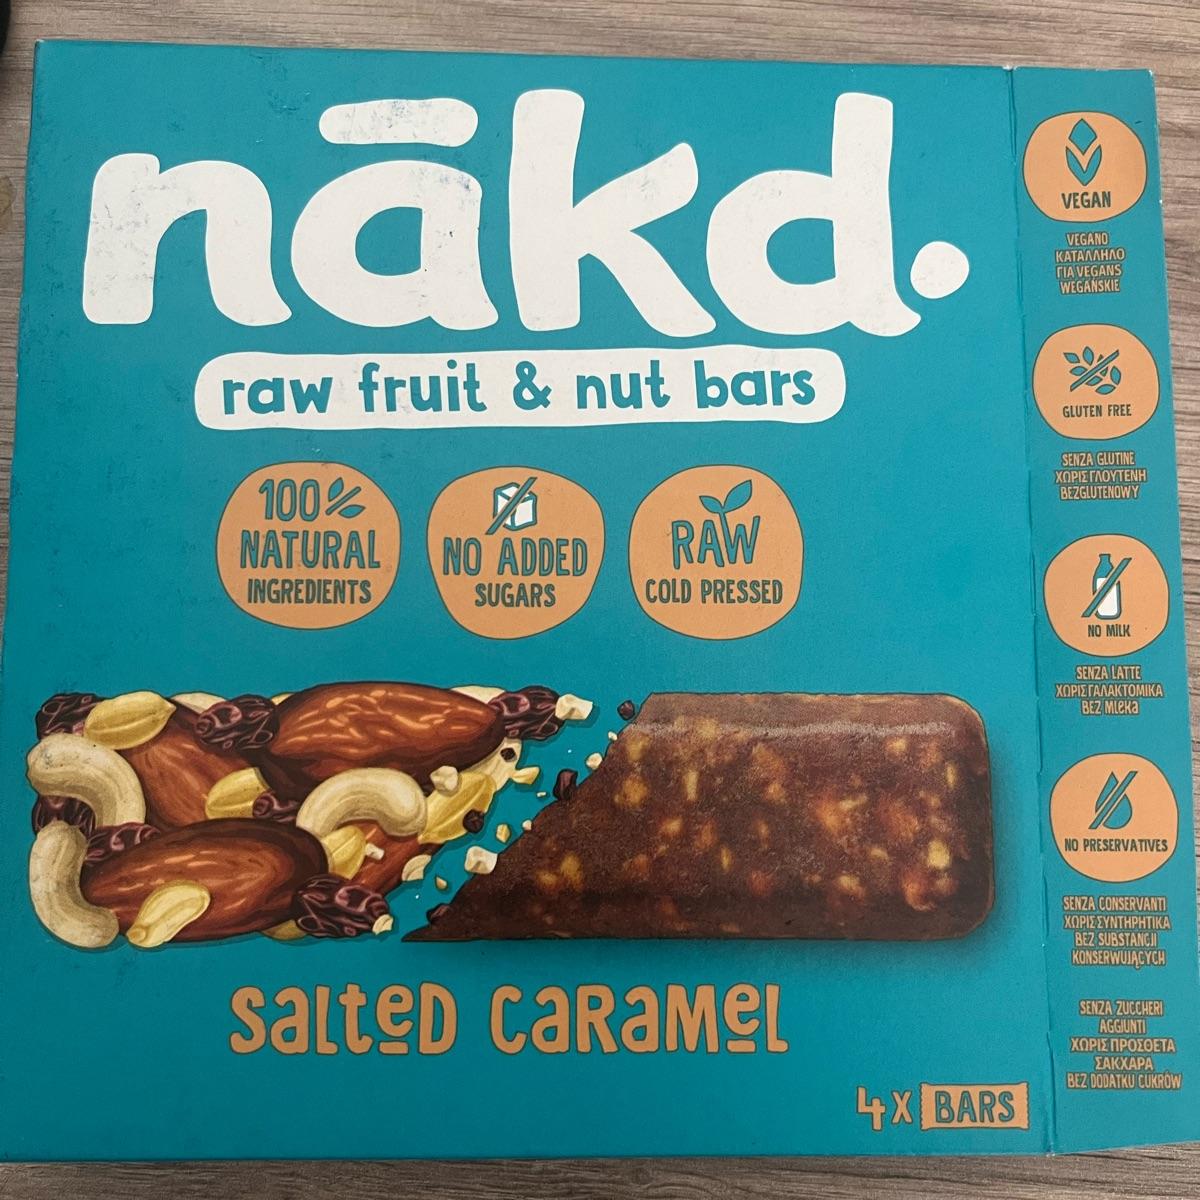 nākd.
raw fruit & nut bars
100%
NATURAL
INGREDIENTS
NO ADDED
SUGARS
RAW
COLD PRESSED
SALTED CARAMEL
4X BARS
VEGAN
VEGANO
ΚΑΤΑΛΛΗΛΟ
ΓΙΑ VEGANS
WEGAŃSKIE
GLUTEN FREE
SENZA GLUTINE
ΧΩΡΙΣ ΓΛΟΥΤΕΝΗ
BEZGLUTENOWY
NO MILK
SENZA LATTE
ΧΩΡΙΣ ΓΑΛΑΚΤΟΜΙΚΑ
BEZ MLEKA
NO PRESERVATIVES
SENZA CONSERVANTI
ΧΩΡΙΣ ΣΥΝΤΗΡΗΤΙΚΑ
BEZ SUBSTANCJI
KONSERWUJĄCYCH
SENZA ZUCCHERI
AGGIUNTI
ΧΩΡΙΣ ΠΡΟΣΘΕΤΑ
ΣΑΚΧΑΡΑ
BEZ DODATKU CUKRÓW